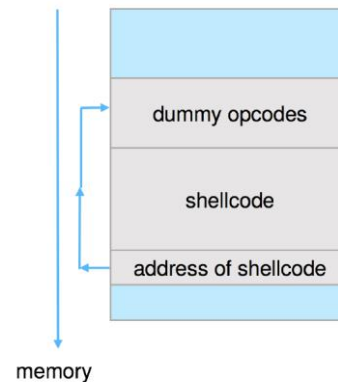 dummy opcodes
shellcode
address of shellcode
memory